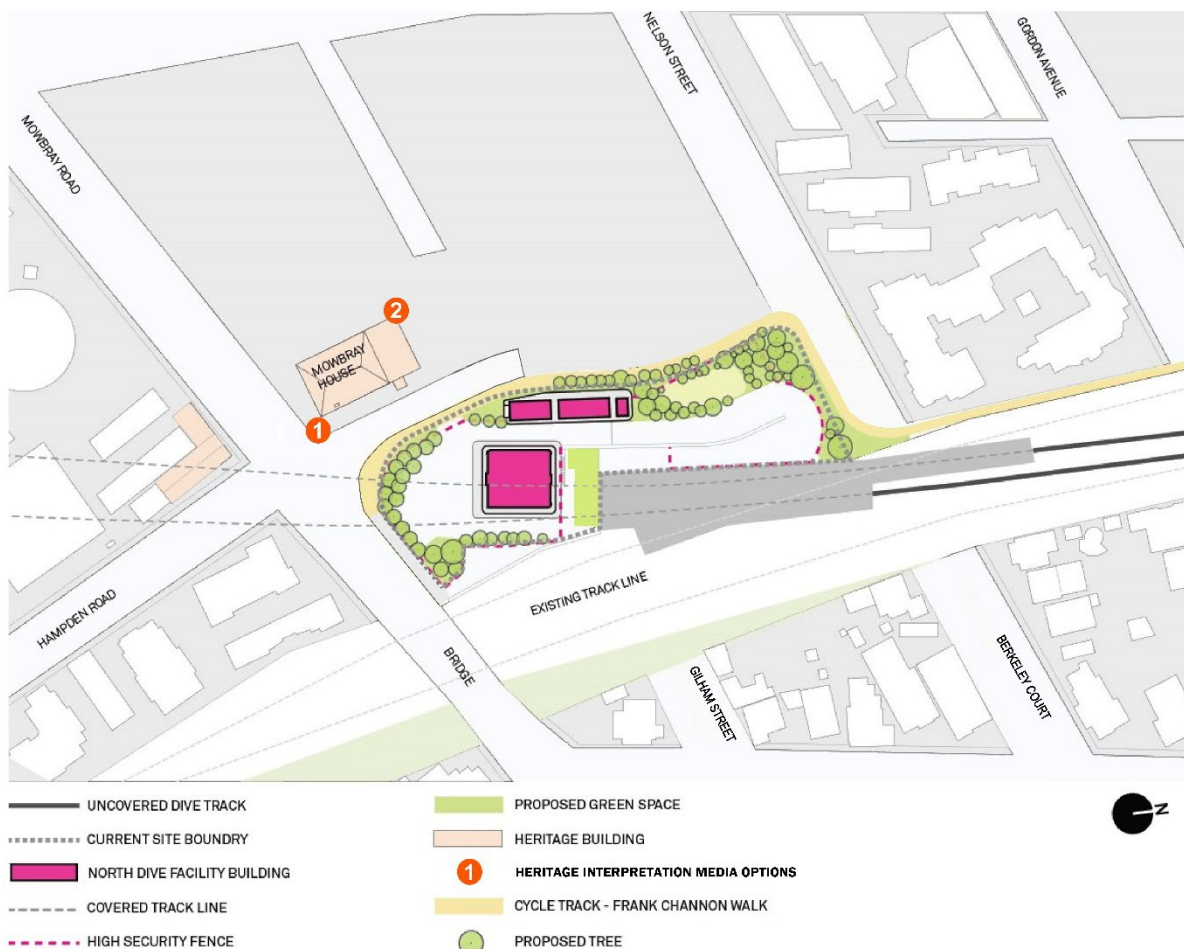 NELSON STREET
GORDON AVENUE
MOWBRAY ROAD
2
MOWBRAY
HOUSE
1
HAMPDEN ROAD
EXISTING TRACK LINE
BRIDGE
GILHAM STREET
BERKELEY COURT
UNCOVERED DIVE TRACK
CURRENT SITE BOUNDRY
NORTH DIVE FACILITY BUILDING
COVERED TRACK LINE
HIGH SECURITY FENCE
PROPOSED GREEN SPACE
HERITAGE BUILDING
1 HERITAGE INTERPRETATION MEDIA OPTIONS
CYCLE TRACK - FRANK CHANNON WALK
PROPOSED TREE
N